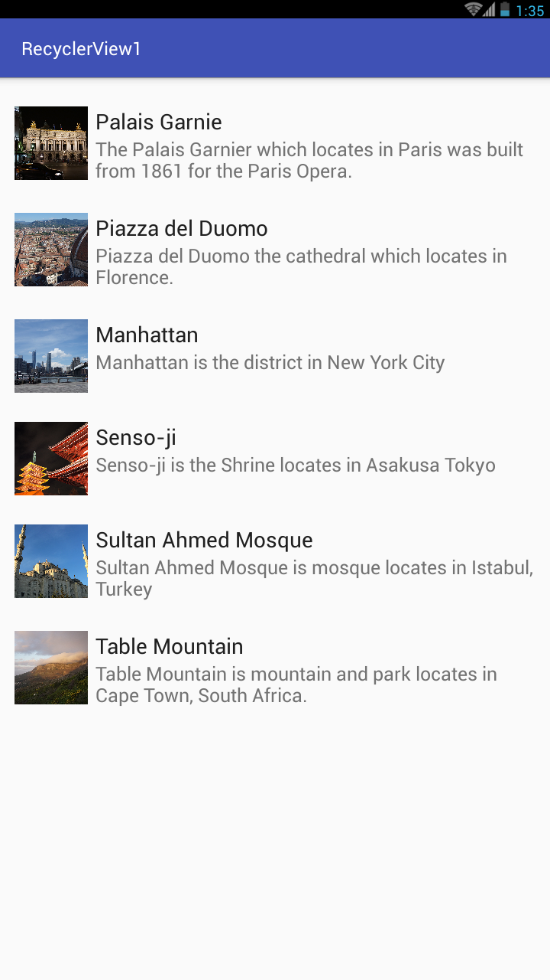 1:35
RecyclerView1
Palais Garnie
The Palais Garnier which locates in Paris was built
from 1861 for the Paris Opera.
Piazza del Duomo
Piazza del Duomo the cathedral which locates in
Florence.
Manhattan
Manhattan is the district in New York City
Senso-ji
Senso-ji is the Shrine locates in Asakusa Tokyo
Sultan Ahmed Mosque
Sultan Ahmed Mosque is mosque locates in Istabul,
Turkey
Table Mountain
Table Mountain is mountain and park locates in
Cape Town, South Africa.